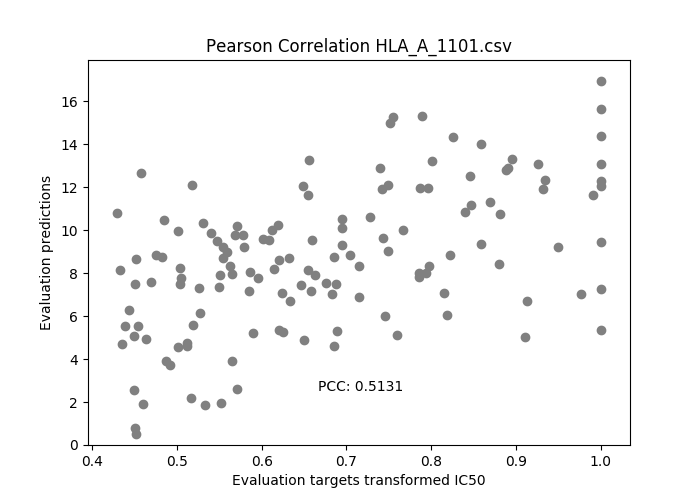 Pearson Correlation HLA_A_1101.csv
16
14
12
10
8
6
4
2
0
Evaluation predictions
PCC: 0.5131
0.4 0.5 0.6 0.7 0.8 0.9 1.0
Evaluation targets transformed IC50